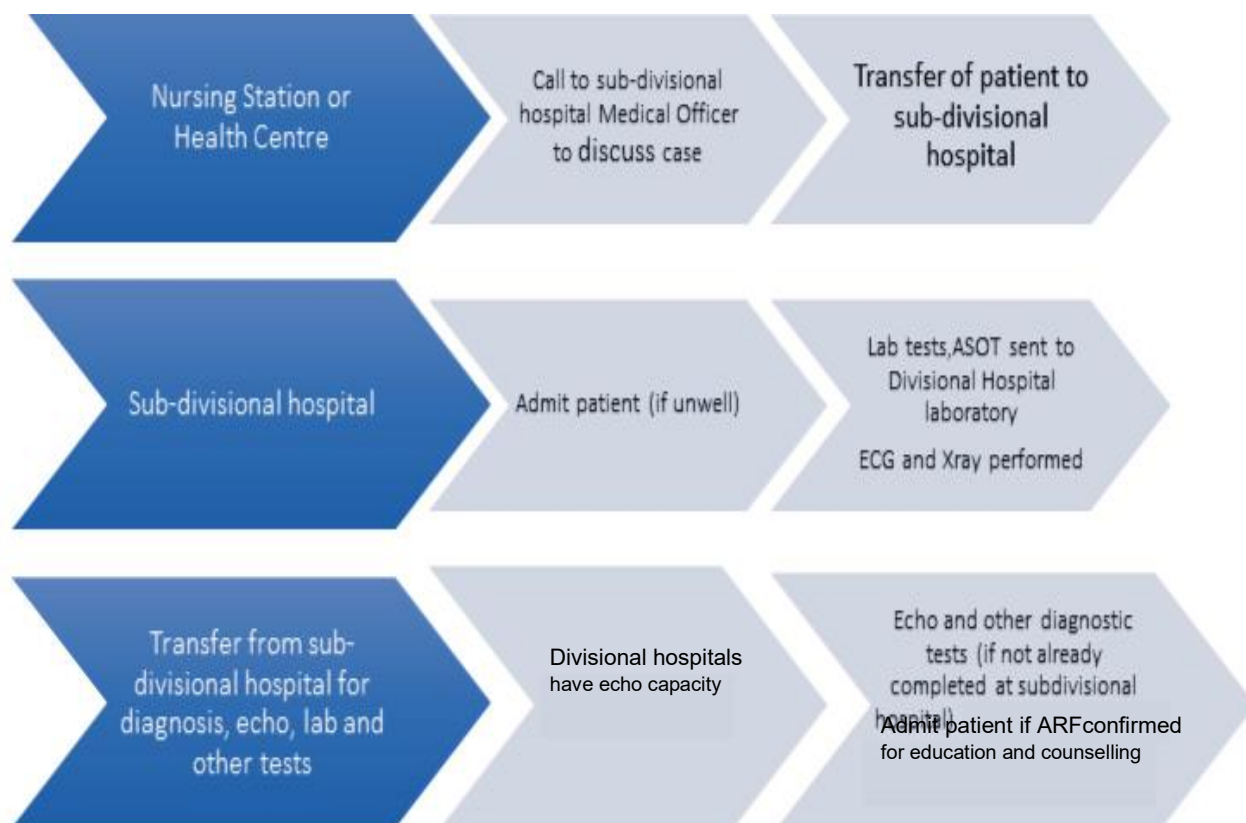 Nursing Station or
Health Centre
Call to sub-divisional
hospital Medical Officer
to discuss case
Transfer of patient to
sub-divisional
hospital
Sub-divisional hospital
Admit patient (if unwell)
Lab tests,ASOT sent to
Divisional Hospital
laboratory
ECG and Xray performed
Transfer from sub-
divisional hospital for
diagnosis, echo, lab and
other tests
Divisional hospitals
have echo capacity
Echo and other diagnostic
tests (if not already
completed at subdivisional
hospital)
Admit patient if ARFconfirmed
for education and counselling